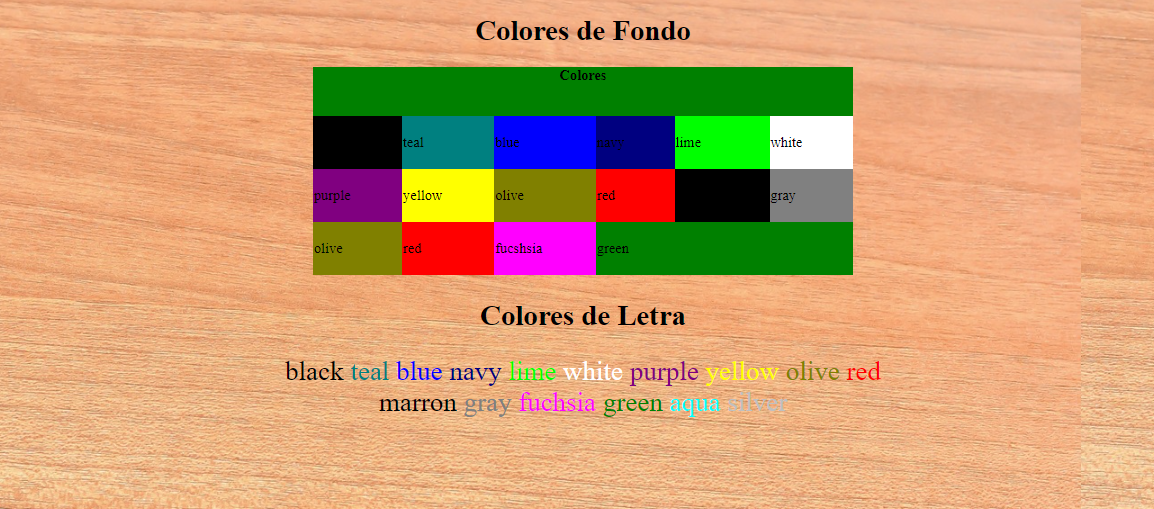 Colores de Fondo
Colores
teal blue navy lime white
purple yellow olive red gray
olive red fucshsia green
Colores de Letra
black teal blue navy lime white purple yellow olive red
marron gray fuchsia green aqua silver